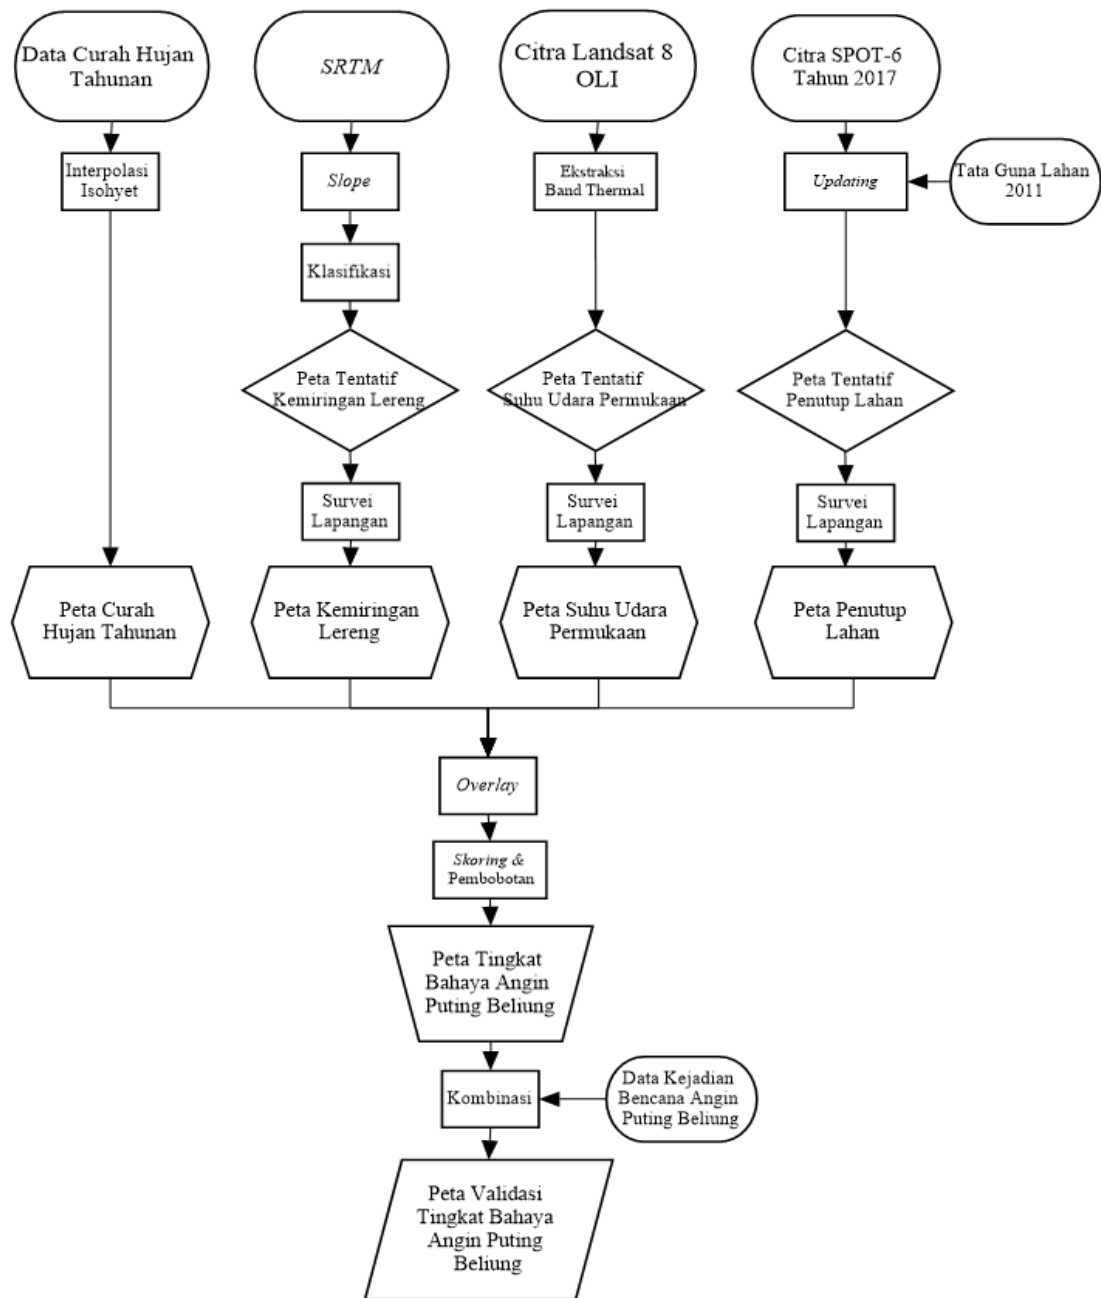 Data Curah Hujan
Tahunan
SRTM
Citra Landsat 8
OLI
Citra SPOT-6
Tahun 2017
Interpolasi
Isohyet
Slope
Ekstraksi
Band Thermal
Updating
Tata Guna Lahan
2011
Klasifikasi
Peta Tentatif
Kemiringan Lereng
Peta Tentatif
Suhu Udara Permukaan
Peta Tentatif
Penutup Lahan
Survei
Lapangan
Survei
Lapangan
Survei
Lapangan
Peta Curah
Hujan Tahunan
Peta Kemiringan
Lereng
Peta Suhu Udara
Permukaan
Peta Penutup
Lahan
Overlay
Skoring &
Pembobotan
Peta Tingkat
Bahaya Angin
Puting Beliung
Kombinasi
Data Kejadian
Bencana Angin
Puting Beliung
Peta Validasi
Tingkat Bahaya
Angin Puting
Beliung